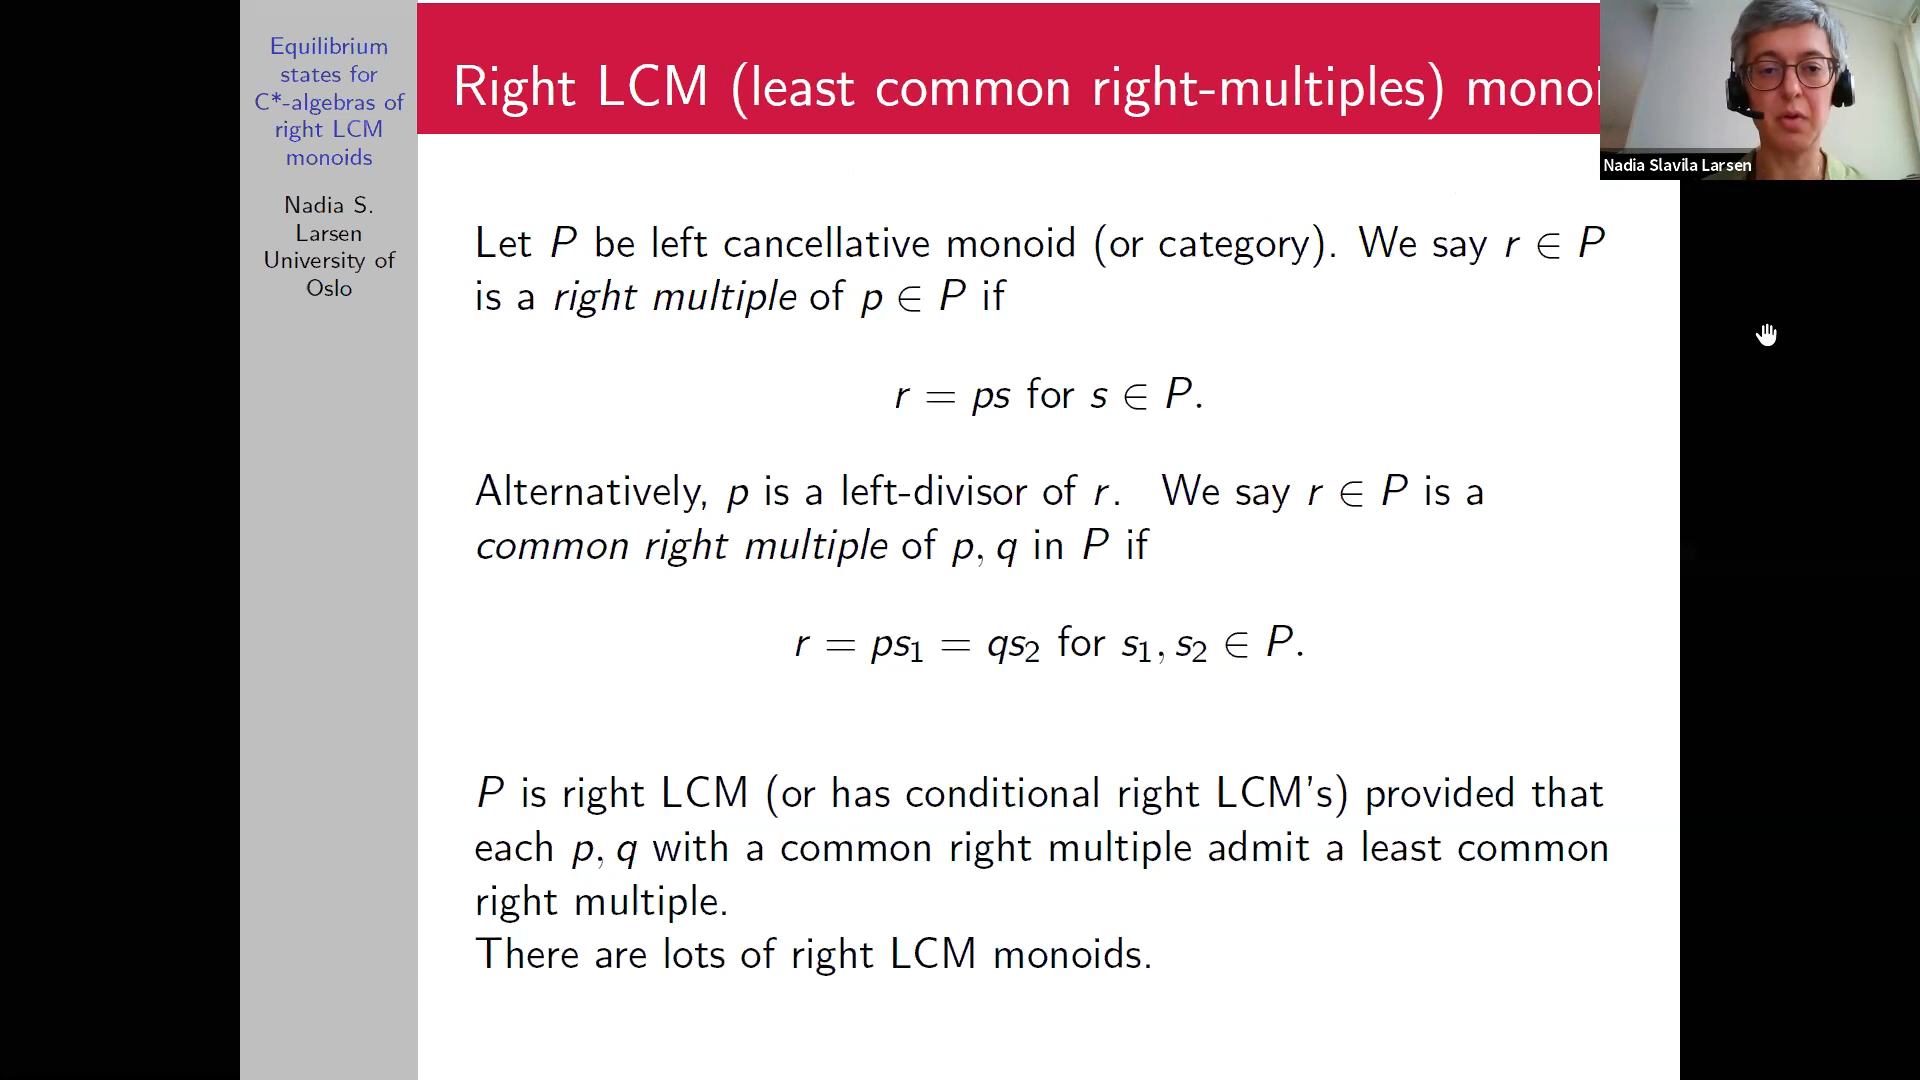 Equilibrium
states for
C*-algebras of
right LCM
monoids
Nadia S.
Larsen
University of
Oslo
Right LCM (least common right-multiples) monoi
Nadia Slavila Larsen
Let P be left cancellative monoid (or category). We say r ∈ P
is a right multiple of p ∈ P if
r = ps for s ∈ P.
Alternatively, p is a left-divisor of r. We say r ∈ P is a
common right multiple of p, q in P if
r = ps₁ = qs₂ for s₁, s₂ ∈ P.
P is right LCM (or has conditional right LCM's) provided that
each p, q with a common right multiple admit a least common
right multiple.
There are lots of right LCM monoids.